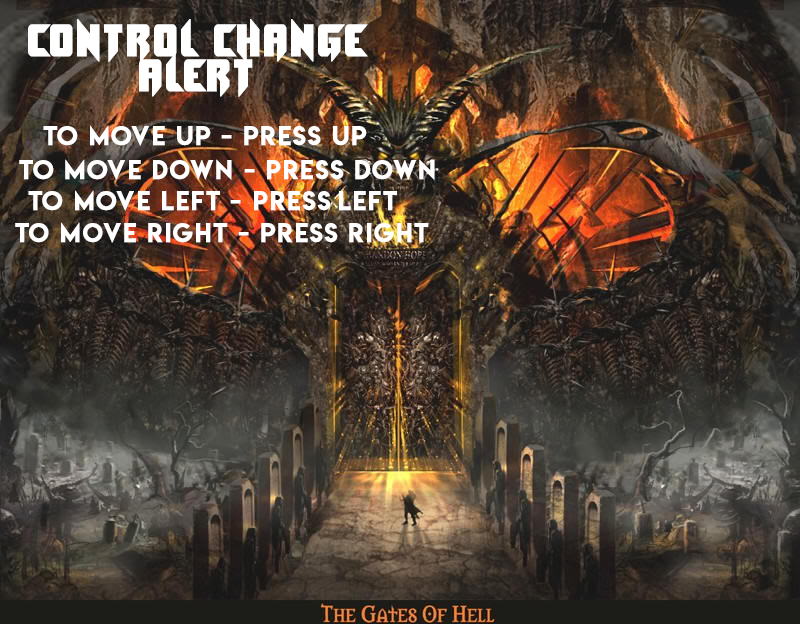 CONTROL CHANGE
ALERT
TO MOVE UP - PRESS UP
TO MOVE DOWN - PRESS DOWN
TO MOVE LEFT - PRESS LEFT
TO MOVE RIGHT - PRESS RIGHT
The Gates Of Hell